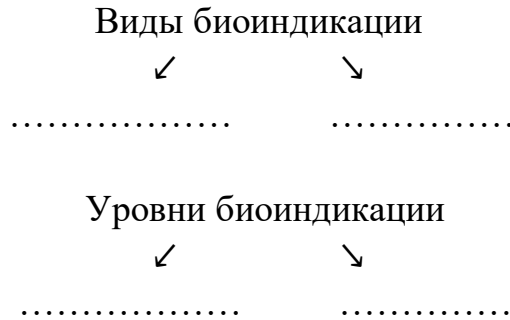 Виды биоиндикации
↙ ↘
……………… ……………
Уровни биоиндикации
↙ ↘
……………… ……………